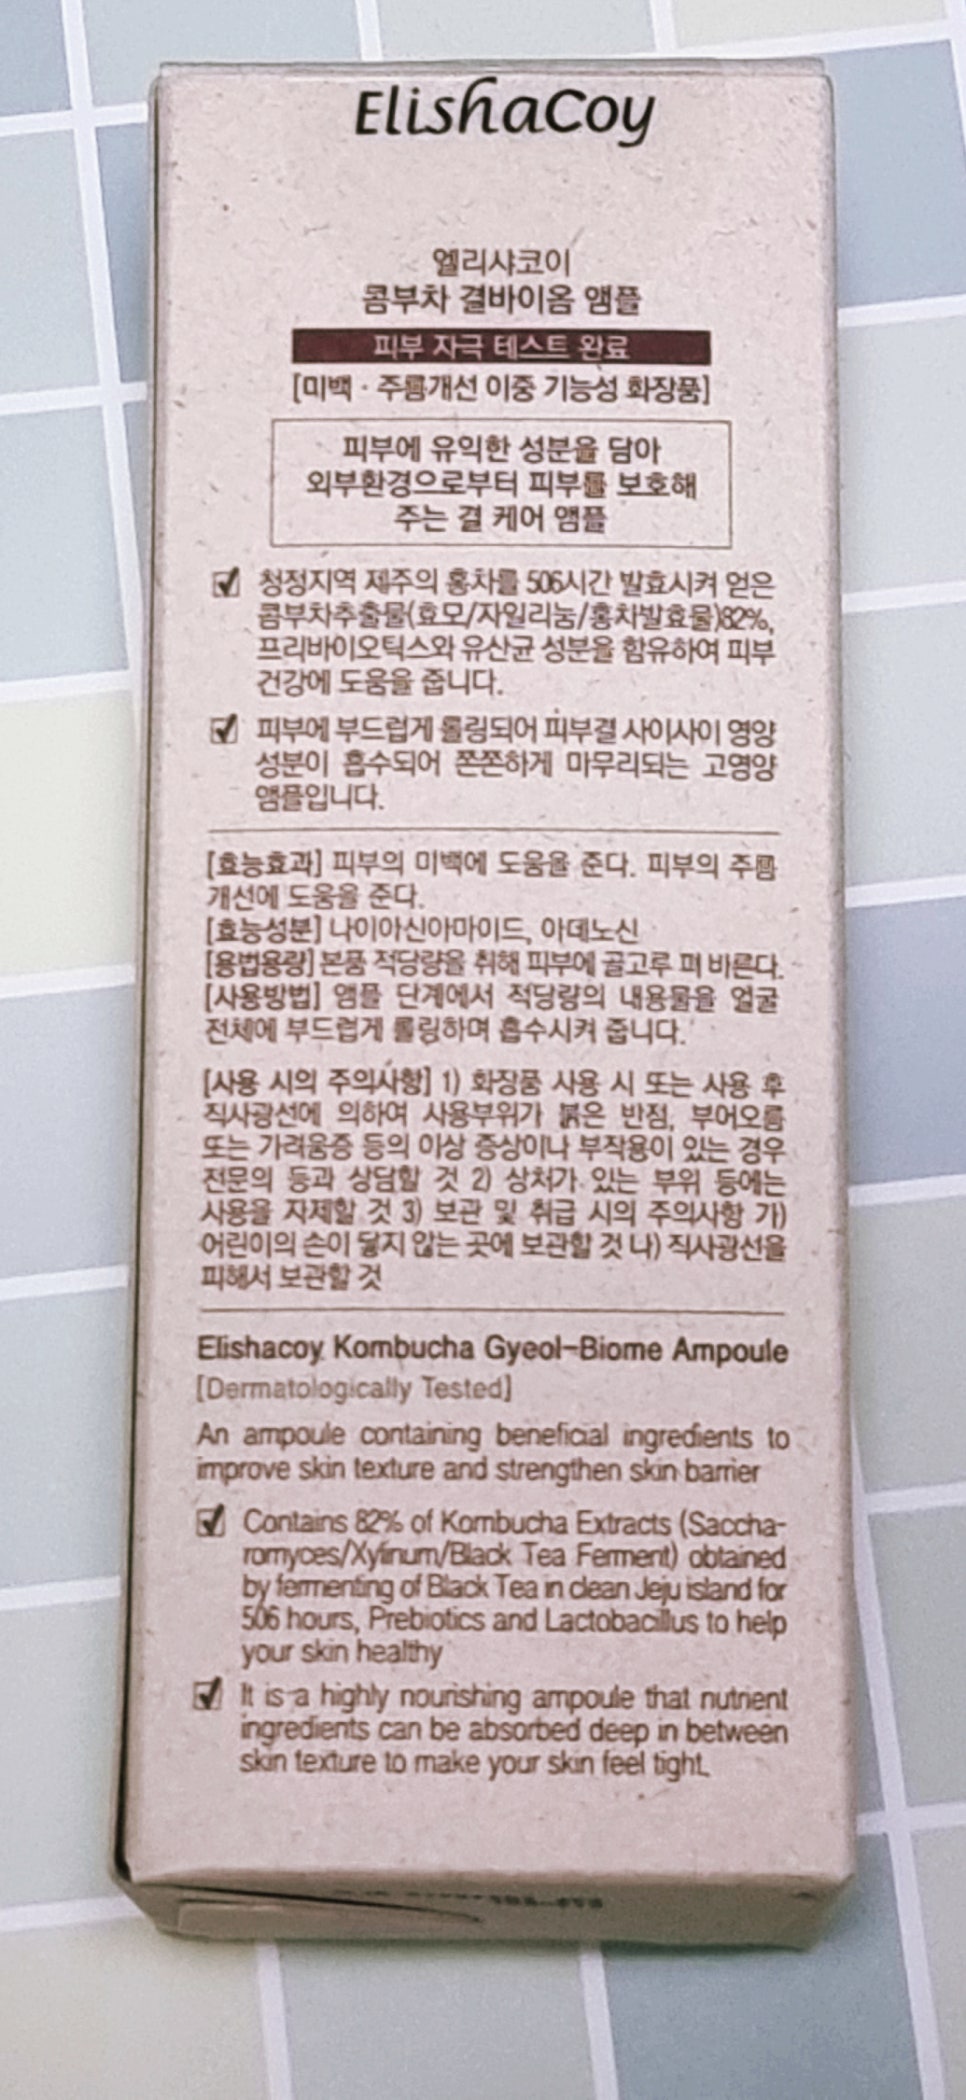 ElishaCoy
엘리샤코이
콤부차 결바이옴 앰플
피부 자극 테스트 완료
[미백 · 주름개선 이중 기능성 화장품]
피부에 유익한 성분을 담아
외부환경으로부터 피부를 보호해
주는 결 케어 앰플
청정지역 제주의 홍차를 506시간 발효시켜 얻은
콤부차추출물(효모/자일리눔/홍차발효물)82%,
프리바이오틱스와 유산균 성분을 함유하여 피부
건강에 도움을 줍니다.
피부에 부드럽게 롤링되어 피부결 사이사이 영양
성분이 흡수되어 쫀쫀하게 마무리되는 고영양
앰플입니다.
[효능효과] 피부의 미백에 도움을 준다. 피부의 주름
개선에 도움을 준다.
[효능성분] 나이아신아마이드, 아데노신
[용법용량] 본품 적당량을 취해 피부에 골고루 펴 바른다.
[사용방법] 앰플 단계에서 적당량의 내용물을 얼굴
전체에 부드럽게 롤링하며 흡수시켜 줍니다.
[사용 시의 주의사항] 1) 화장품 사용 시 또는 사용 후
직사광선에 의하여 사용부위가 붉은 반점, 부어오름
또는 가려움증 등의 이상 증상이나 부작용이 있는 경우
전문의 등과 상담할 것 2) 상처가 있는 부위 등에는
사용을 자제할 것 3) 보관 및 취급 시의 주의사항 가)
어린이의 손이 닿지 않는 곳에 보관할 것 나) 직사광선을
피해서 보관할 것
Elishacoy Kombucha Gyeol-Biome Ampoule
[Dermatologically Tested]
An ampoule containing beneficial ingredients to
improve skin texture and strengthen skin barrier
Contains 82% of Kombucha Extracts (Saccha-
romyces/Xylinum/Black Tea Ferment) obtained
by fermenting of Black Tea in clean Jeju island for
506 hours, Prebiotics and Lactobacillus to help
your skin healthy
It is a highly nourishing ampoule that nutrient
ingredients can be absorbed deep in between
skin texture to make your skin feel tight.